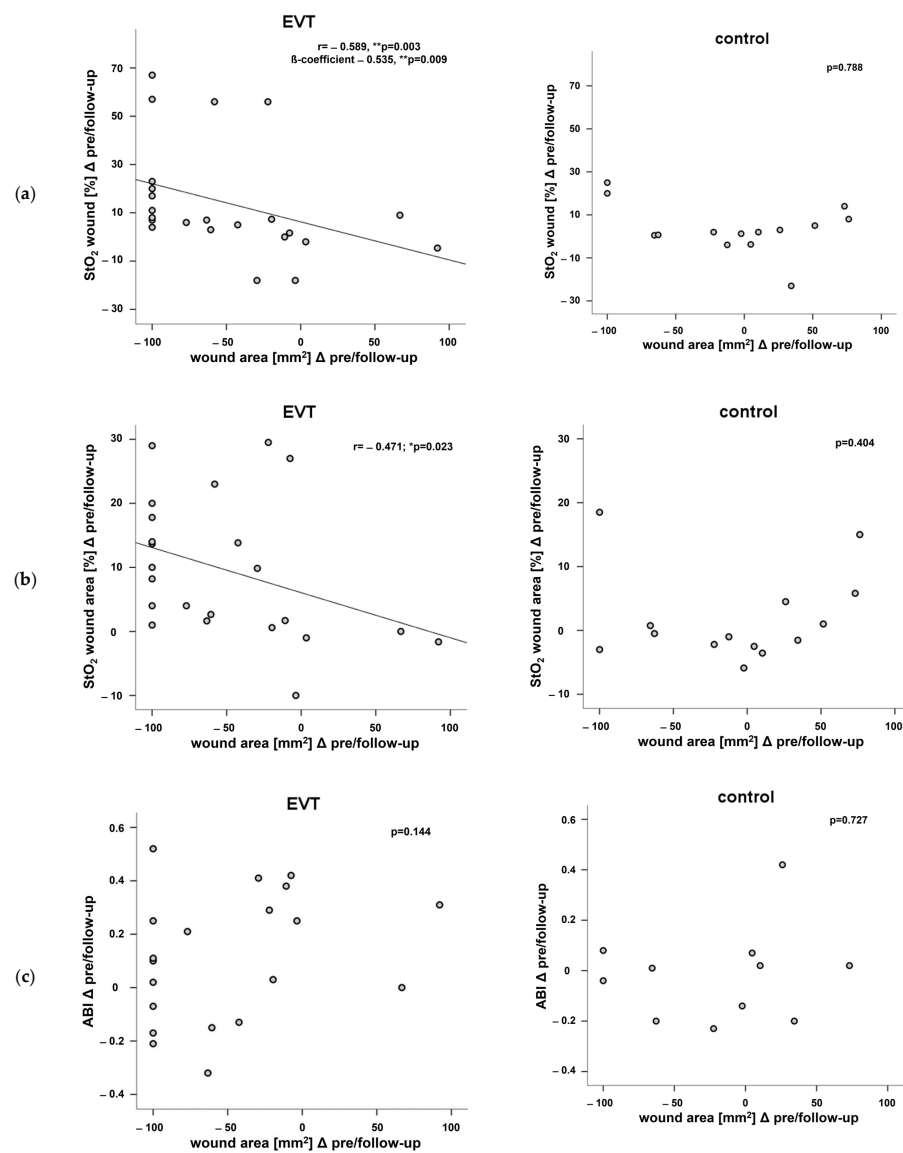 EVT
r= – 0.589, **p=0.003
ß-coefficient – 0.535, **p=0.009
70
50
30
10
– 10
– 30
StO2 wound [%] Δ pre/follow-up
– 100
– 50
0
50
100
wound area [mm²] Δ pre/follow-up
control
p=0.788
70
50
30
10
– 10
– 30
StO2 wound [%] Δ pre/follow-up
– 100
– 50
0
50
100
wound area [mm²] Δ pre/follow-up
(a)
EVT
r= – 0.471; *p=0.023
30
20
10
0
– 10
StO2 wound area [%] Δ pre/follow-up
– 100
– 50
0
50
100
wound area [mm²] Δ pre/follow-up
control
p=0.404
30
20
10
0
– 10
StO2 wound area [%] Δ pre/follow-up
– 100
– 50
0
50
100
wound area [mm²] Δ pre/follow-up
(b)
EVT
p=0.144
0.6
0.4
0.2
0
– 0.2
– 0.4
ABI Δ pre/follow-up
– 100
– 50
0
50
100
wound area [mm²] Δ pre/follow-up
control
p=0.727
0.6
0.4
0.2
0
– 0.2
– 0.4
ABI Δ pre/follow-up
– 100
– 50
0
50
100
wound area [mm²] Δ pre/follow-up
(c)